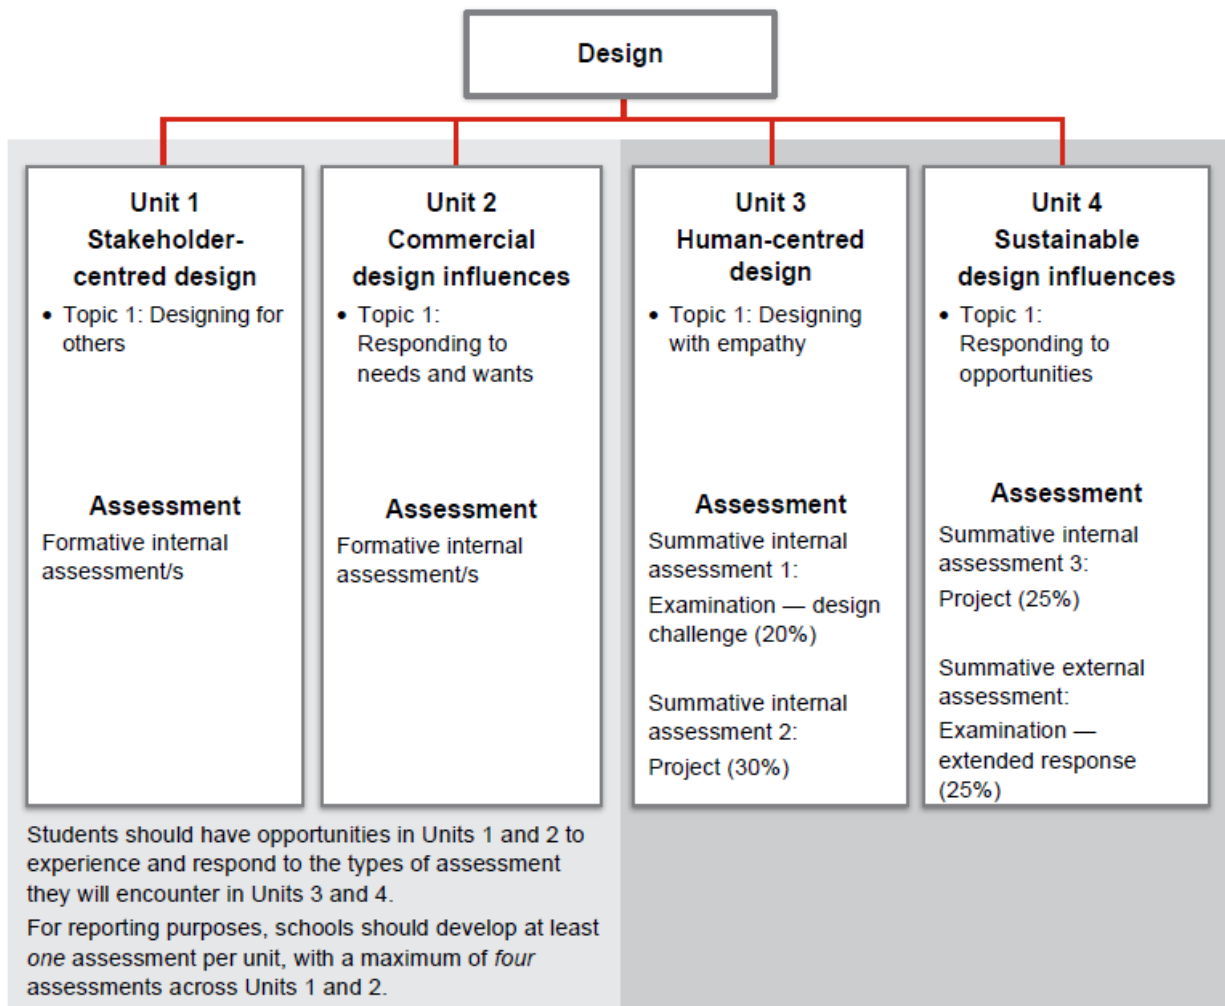 Design
Unit 1
Stakeholder-
centred design
• Topic 1: Designing for
others
Assessment
Formative internal
assessment/s
Unit 2
Commercial
design influences
• Topic 1:
Responding to
needs and wants
Assessment
Formative internal
assessment/s
Unit 3
Human-centred
design
• Topic 1: Designing
with empathy
Assessment
Summative internal
assessment 1:
Examination — design
challenge (20%)
Summative internal
assessment 2:
Project (30%)
Unit 4
Sustainable
design influences
• Topic 1:
Responding to
opportunities
Assessment
Summative internal
assessment 3:
Project (25%)
Summative external
assessment:
Examination —
extended response
(25%)
Students should have opportunities in Units 1 and 2 to
experience and respond to the types of assessment
they will encounter in Units 3 and 4.
For reporting purposes, schools should develop at least
one assessment per unit, with a maximum of four
assessments across Units 1 and 2.